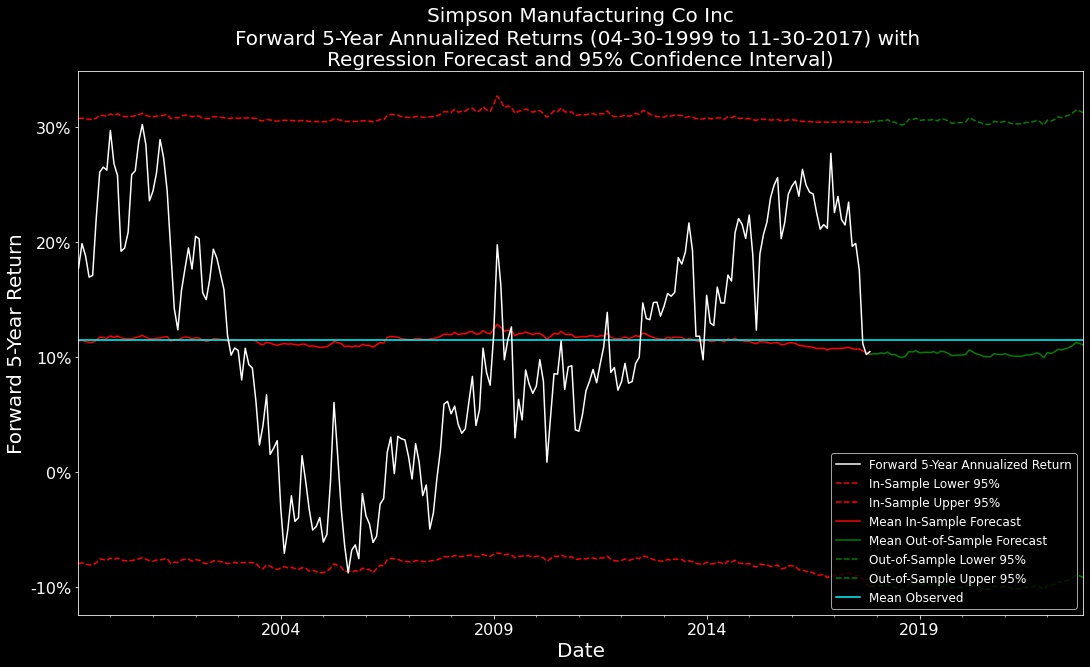 Simpson Manufacturing Co Inc
Forward 5-Year Annualized Returns (04-30-1999 to 11-30-2017) with
Regression Forecast and 95% Confidence Interval)
Forward 5-Year Return
30%
20%
10%
0%
-10%
Forward 5-Year Annualized Return
In-Sample Lower 95%
In-Sample Upper 95%
Mean In-Sample Forecast
Mean Out-of-Sample Forecast
Out-of-Sample Lower 95%
Out-of-Sample Upper 95%
Mean Observed
2004
2009
2014
2019
Date